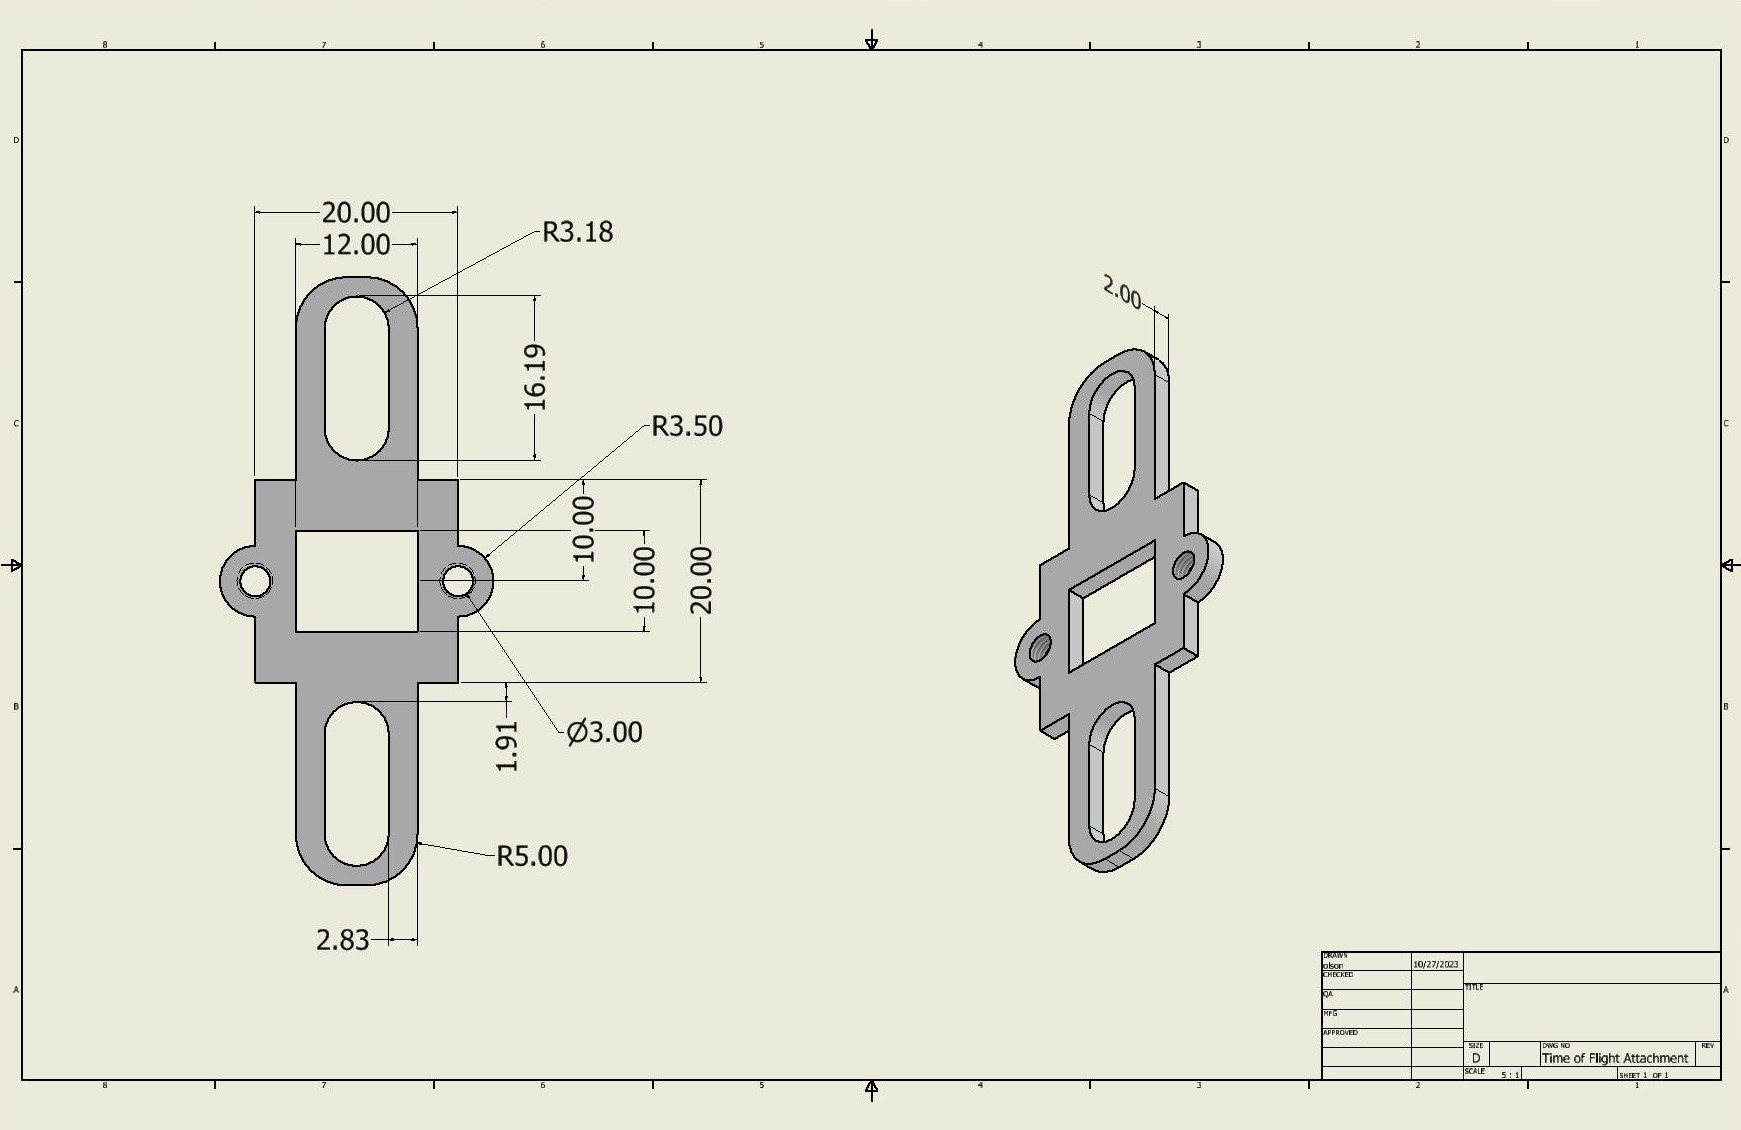 8 7 6 5 4 3 2 1
D D
20.00
R3.18
12.00
2.00
16.19
C C
R3.50
10.00
10.00
20.00
B B
1.91
Ø3.00
R5.00
2.83
A A
DRAWN
olson
10/27/2023
CHECKED
QA
MFG
APPROVED
TITLE
SIZE
D
DWG NO
Time of Flight Attachment
REV
SCALE
5 : 1
SHEET 1 OF 1
8 7 6 5 4 3 2 1